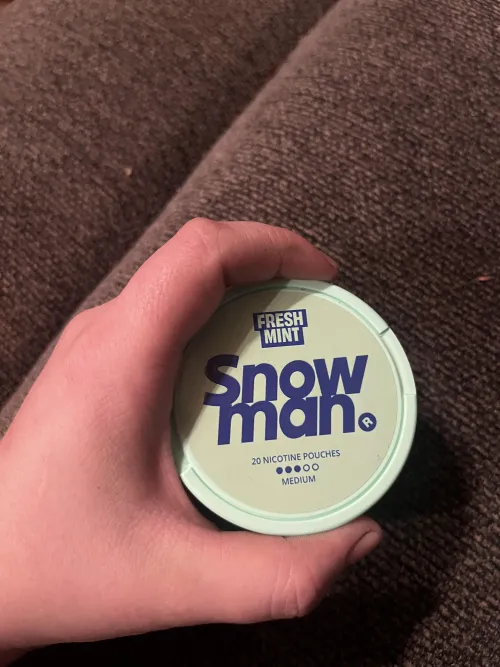 FRESH
MINT
Snow
man.®
20 NICOTINE POUCHES
MEDIUM